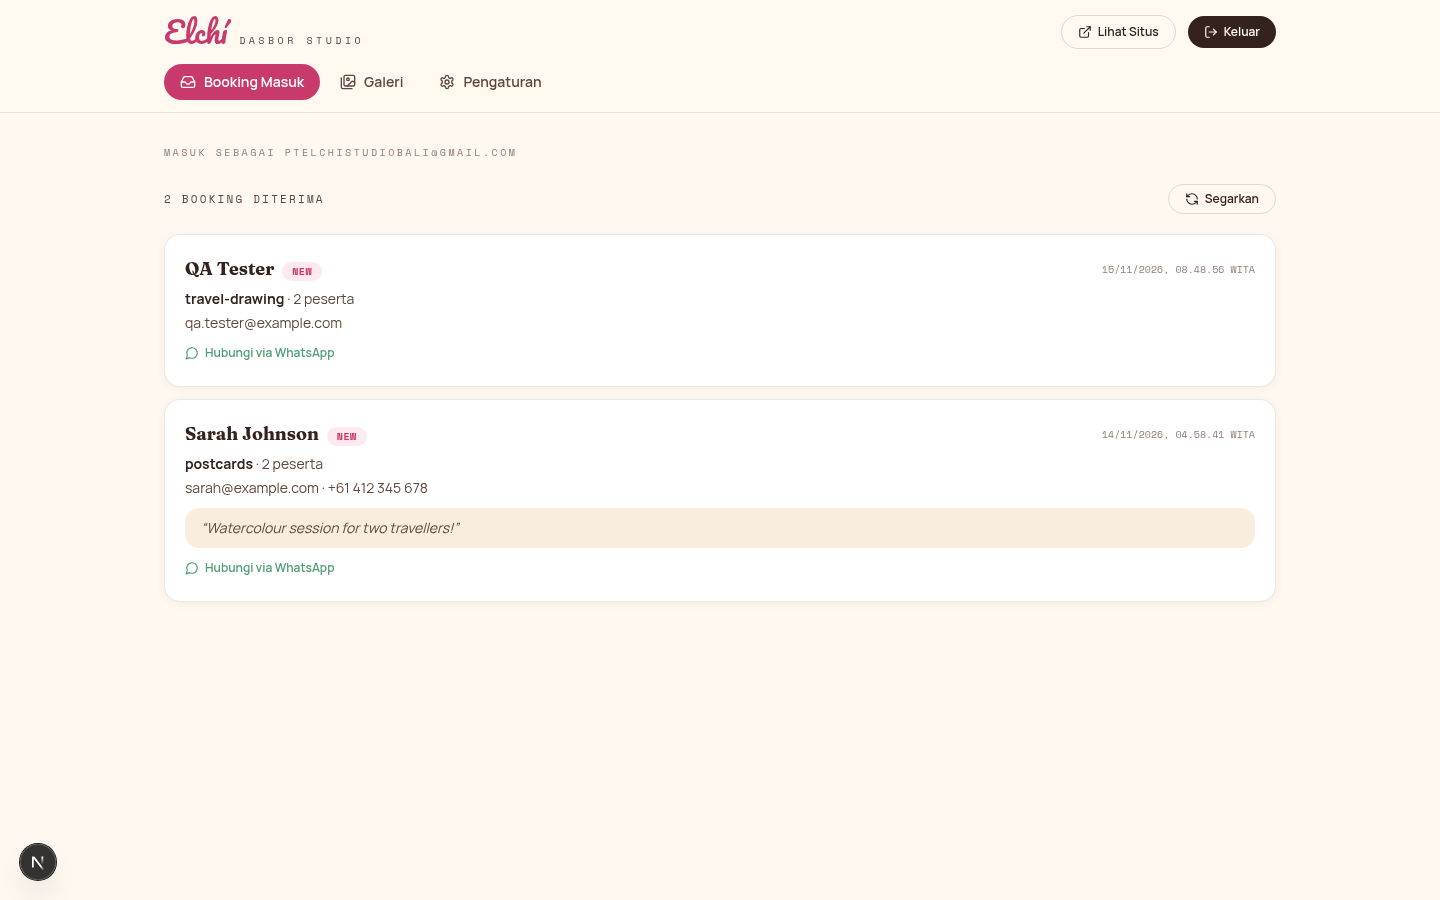 Elchí DASBOR STUDIO
Lihat Situs
Keluar
Booking Masuk
Galeri
Pengaturan
MASUK SEBAGAI PTELCHISTUDIOBALI@GMAIL.COM
2 BOOKING DITERIMA
Segarkan
QA Tester NEW
15/11/2026, 08.48.56 WITA
travel-drawing · 2 peserta
qa.tester@example.com
Hubungi via WhatsApp
Sarah Johnson NEW
14/11/2026, 04.58.41 WITA
postcards · 2 peserta
sarah@example.com · +61 412 345 678
“Watercolour session for two travellers!”
Hubungi via WhatsApp
N